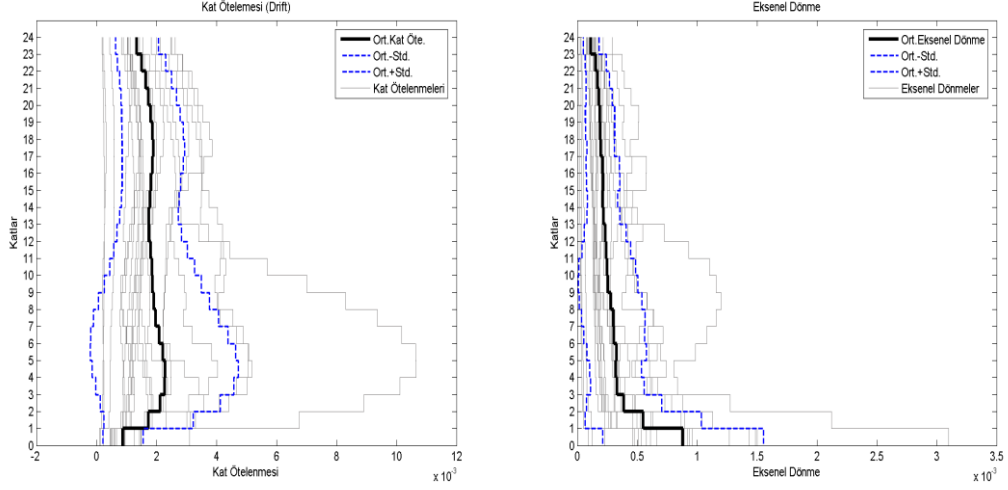 Kat Ötelemesi (Drift)
24
23
22
21
20
19
18
17
16
15
14
13
12
11
10
9
8
7
6
5
4
3
2
1
0
Katlar
Ort.Kat Öte.
Ort.-Std.
Ort.+Std.
Kat Ötelenmeleri
-2 0 2 4 6 8 10 12
x 10⁻³
Kat Ötelenmesi
Eksenel Dönme
24
23
22
21
20
19
18
17
16
15
14
13
12
11
10
9
8
7
6
5
4
3
2
1
0
Katlar
Ort.Eksenel Dönme
Ort.-Std.
Ort.+Std.
Eksenel Dönmeler
0 0.5 1 1.5 2 2.5 3 3.5
x 10⁻³
Eksenel Dönme